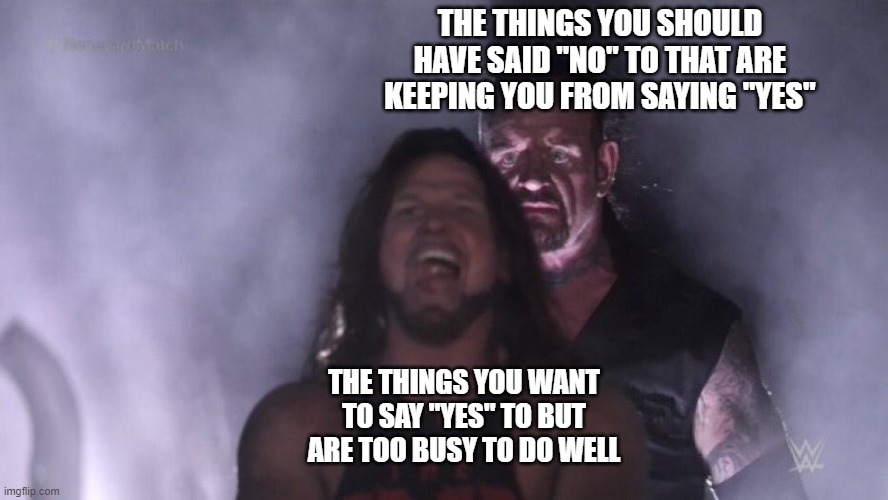 THE THINGS YOU SHOULD
HAVE SAID "NO" TO THAT ARE
KEEPING YOU FROM SAYING "YES"
THE THINGS YOU WANT
TO SAY "YES" TO BUT
ARE TOO BUSY TO DO WELL
imgflip.com